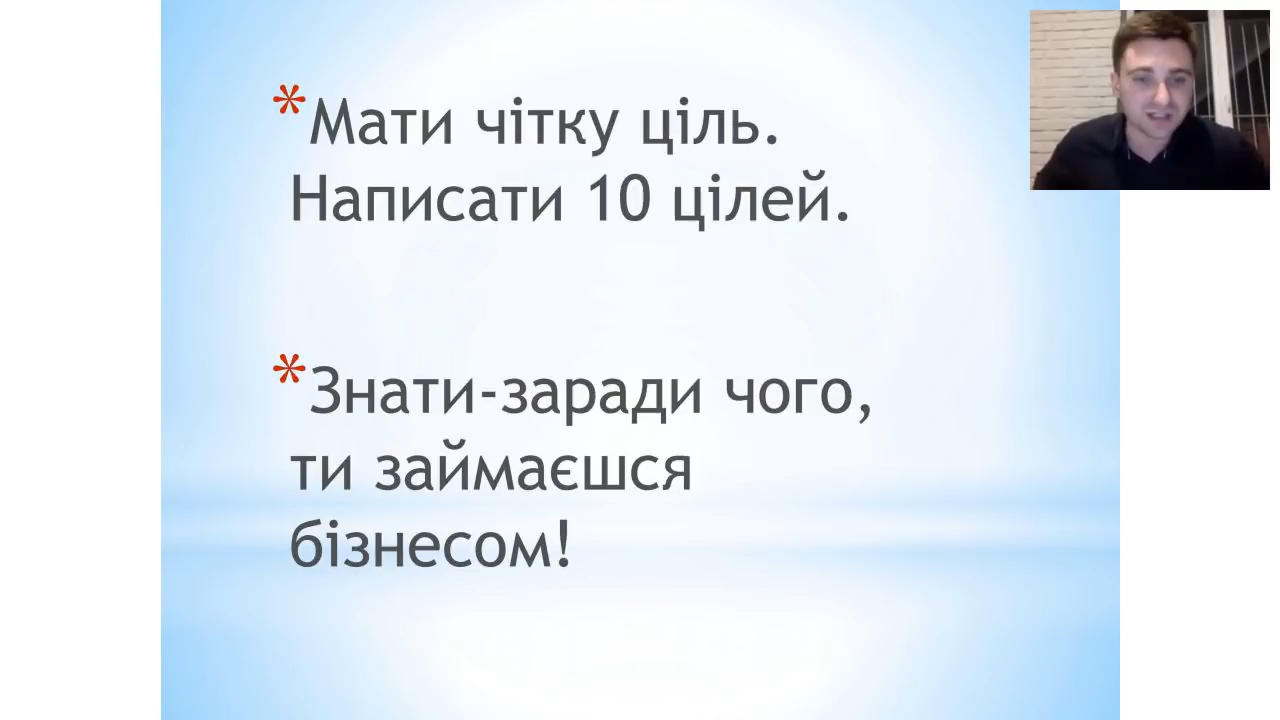 *Мати чітку ціль.
Написати 10 цілей.
*Знати-заради чого,
ти займаєшся
бізнесом!